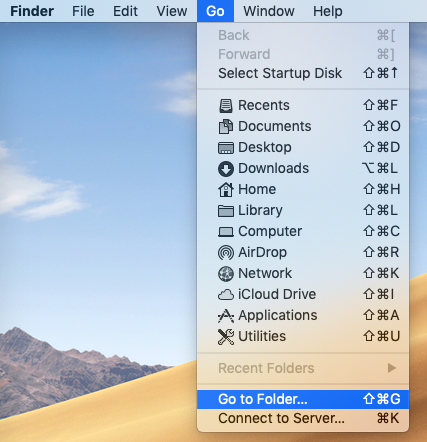 Finder File Edit View Go Window Help
Back ⌘[
Forward ⌘]
Select Startup Disk ⇧⌘↑
Recents ⇧⌘F
Documents ⇧⌘O
Desktop ⇧⌘D
Downloads ⌥⌘L
Home ⇧⌘H
Library ⇧⌘L
Computer ⇧⌘C
AirDrop ⇧⌘R
Network ⇧⌘K
iCloud Drive ⇧⌘I
Applications ⇧⌘A
Utilities ⇧⌘U
Recent Folders ▶
Go to Folder... ⇧⌘G
Connect to Server... ⌘K